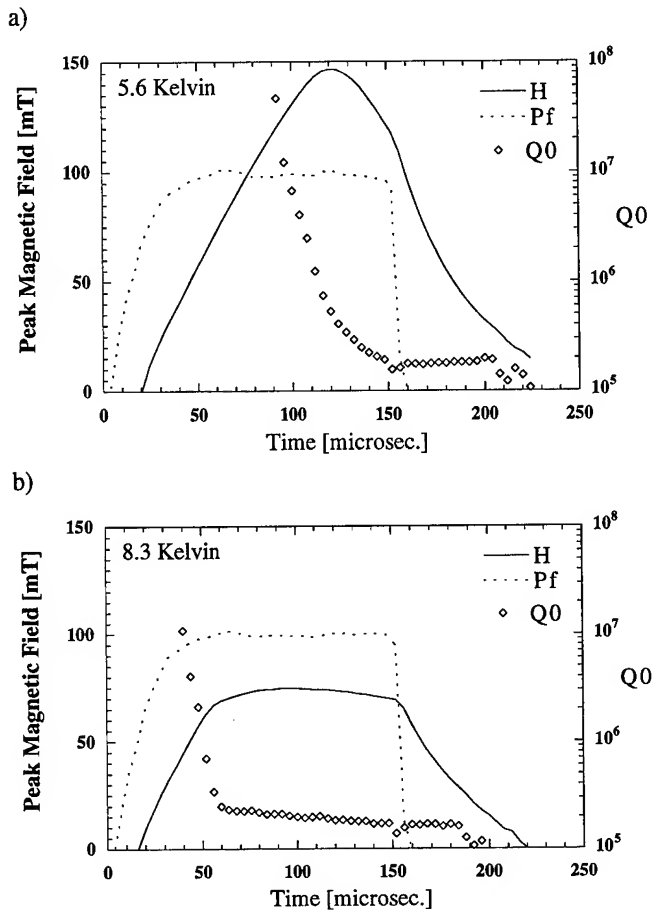 a)
5.6 Kelvin
H
Pf
Q0
Peak Magnetic Field [mT]
150
100
50
0
10^8
10^7
10^6
10^5
Q0
0 50 100 150 200 250
Time [microsec.]
b)
8.3 Kelvin
H
Pf
Q0
Peak Magnetic Field [mT]
150
100
50
0
10^8
10^7
10^6
10^5
Q0
0 50 100 150 200 250
Time [microsec.]